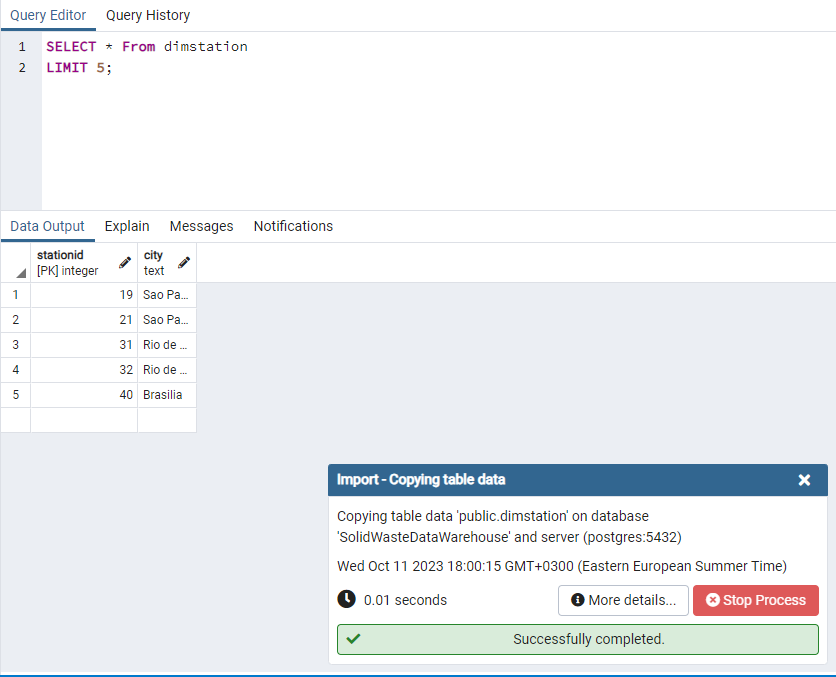 Query Editor Query History
1 SELECT * From dimstation
2 LIMIT 5;
Data Output Explain Messages Notifications
stationid city
[PK] integer text
1 19 Sao Pa...
2 21 Sao Pa...
3 31 Rio de ...
4 32 Rio de ...
5 40 Brasilia
Import - Copying table data
Copying table data 'public.dimstation' on database
'SolidWasteDataWarehouse' and server (postgres:5432)
Wed Oct 11 2023 18:00:15 GMT+0300 (Eastern European Summer Time)
0.01 seconds More details... Stop Process
Successfully completed.